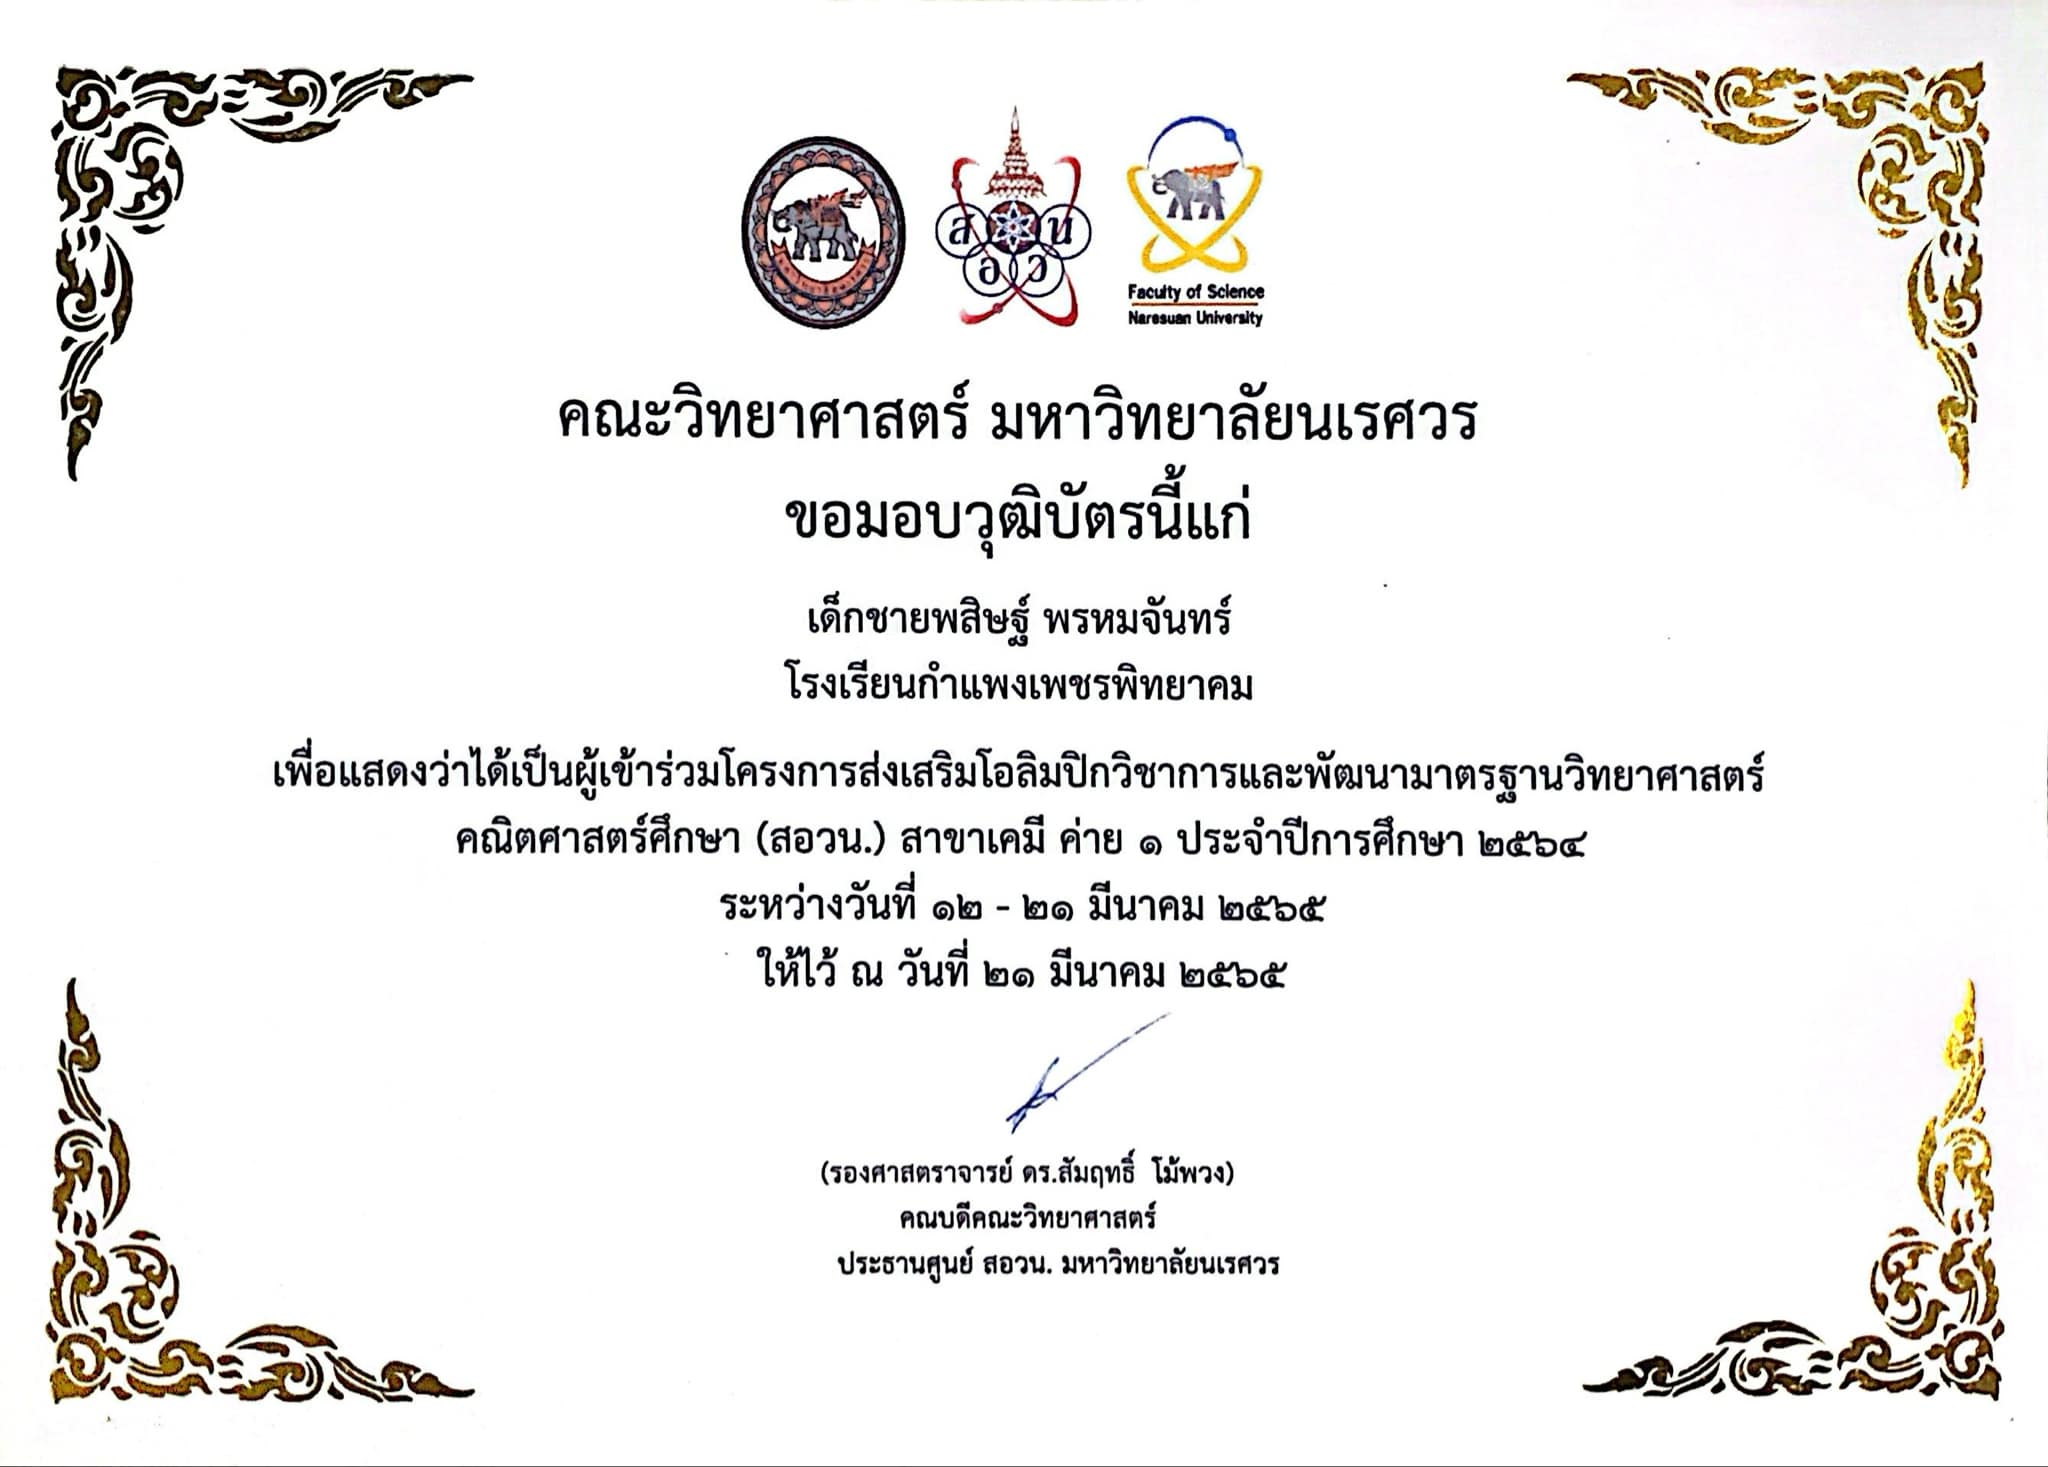 มหาวิทยาลัยนเรศวร
ส อ ว น
Faculty of Science
Naresuan University
คณะวิทยาศาสตร์ มหาวิทยาลัยนเรศวร
ขอมอบวุฒิบัตรนี้แก่
เด็กชายพสิษฐ์ พรหมจันทร์
โรงเรียนกำแพงเพชรพิทยาคม
เพื่อแสดงว่าได้เป็นผู้เข้าร่วมโครงการส่งเสริมโอลิมปิกวิชาการและพัฒนามาตรฐานวิทยาศาสตร์
คณิตศาสตร์ศึกษา (สอวน.) สาขาเคมี ค่าย ๑ ประจำปีการศึกษา ๒๕๖๔
ระหว่างวันที่ ๑๒ - ๒๑ มีนาคม ๒๕๖๕
ให้ไว้ ณ วันที่ ๒๑ มีนาคม ๒๕๖๕
(รองศาสตราจารย์ ดร.สัมฤทธิ์ โม้พวง)
คณบดีคณะวิทยาศาสตร์
ประธานศูนย์ สอวน. มหาวิทยาลัยนเรศวร